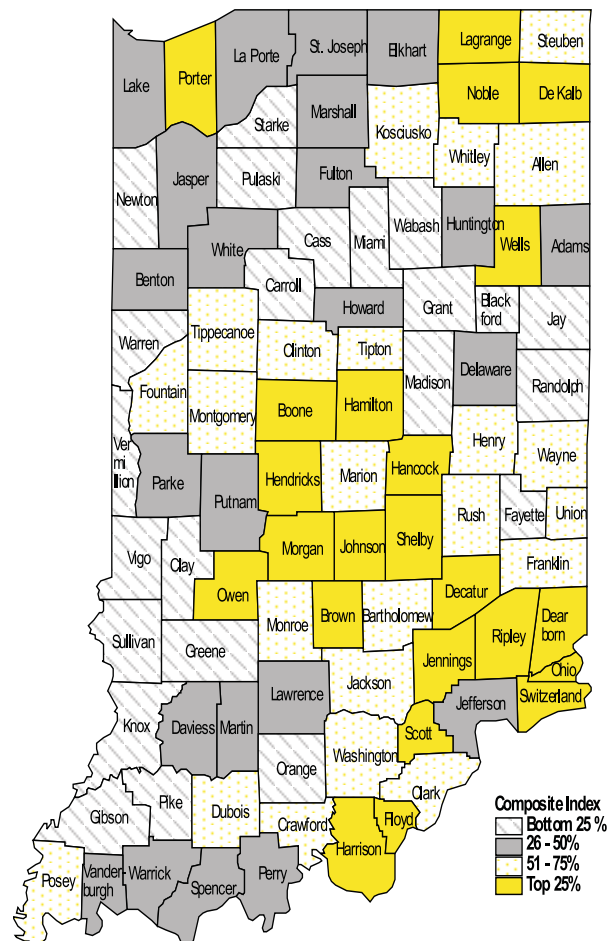 Lagrange
Steuben
St. Joseph
La Porte
Elkhart
Lake
Porter
Noble
De Kalb
Marshall
Starke
Kosciusko
Whitley
Allen
Jasper
Pulaski
Fulton
Newton
Wabash
Huntington
Miami
Cass
White
Wells
Adams
Benton
Carroll
Grant
Black
ford
Jay
Howard
Warren
Tippecanoe
Clinton
Tipton
Madison
Delaware
Randolph
Fountain
Boone
Hamilton
Montgomery
Henry
Wayne
Ver
mi
llion
Parke
Putnam
Hendricks
Marion
Hancock
Rush
Fayette
Union
Vigo
Clay
Morgan
Johnson
Shelby
Franklin
Owen
Decatur
Brown
Bartholomew
Monroe
Dear
born
Ripley
Sullivan
Greene
Jennings
Ohio
Jackson
Switzerland
Lawrence
Jefferson
Knox
Daviess
Martin
Scott
Washington
Orange
Clark
Pike
Dubois
Gibson
Crawford
Floyd
Harrison
Posey
Vander-
burgh
Warrick
Spencer
Perry
Composite Index
Bottom 25 %
26 - 50%
51 - 75%
Top 25%